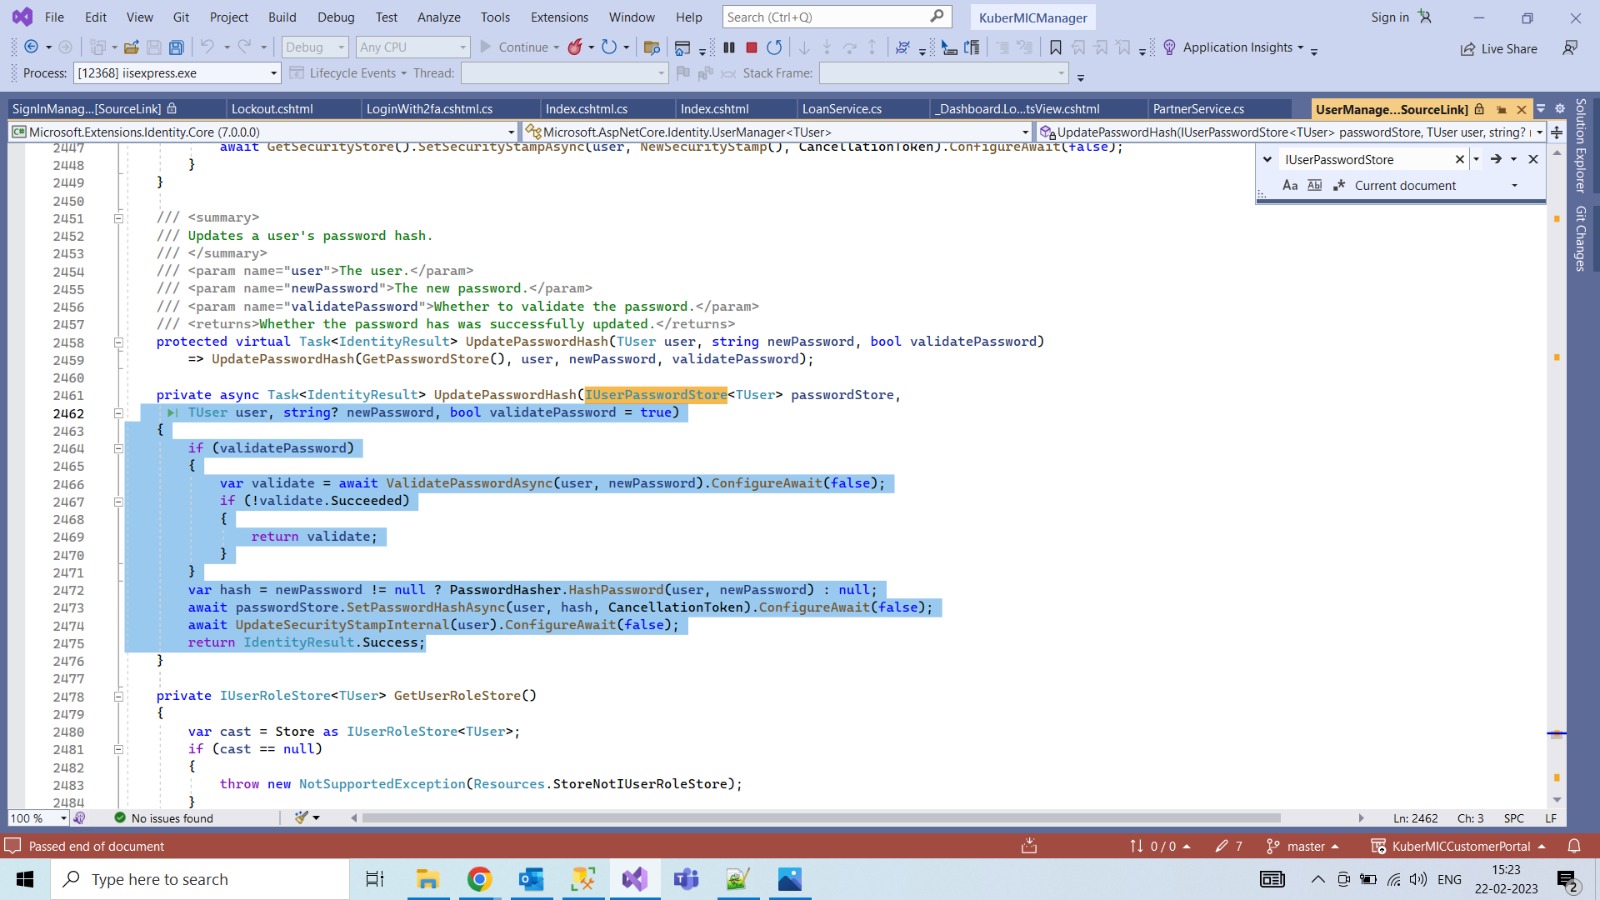 File Edit View Git Project Build Debug Test Analyze Tools Extensions Window Help Search (Ctrl+Q) KuberMICManager Sign in
Debug Any CPU Continue Application Insights Live Share
Process: [12368] iisexpress.exe Lifecycle Events Thread: Stack Frame:
SignInManag...[SourceLink] Lockout.cshtml LoginWith2fa.cshtml.cs Index.cshtml.cs Index.cshtml LoanService.cs _Dashboard.Lo...tsView.cshtml PartnerService.cs UserManage...SourceLink]
Microsoft.Extensions.Identity.Core (7.0.0.0) Microsoft.AspNetCore.Identity.UserManager<TUser> UpdatePasswordHash(IUserPasswordStore<TUser> passwordStore, TUser user, string?
IUserPasswordStore
Aa Ab Current document
Solution Explorer
Git Changes
2447 await GetSecurityStore().SetSecurityStampAsync(user, NewSecurityStamp(), CancellationToken).ConfigureAwait(false);
2448 }
2449 }
2450
2451 /// <summary>
2452 /// Updates a user's password hash.
2453 /// </summary>
2454 /// <param name="user">The user.</param>
2455 /// <param name="newPassword">The new password.</param>
2456 /// <param name="validatePassword">Whether to validate the password.</param>
2457 /// <returns>Whether the password has was successfully updated.</returns>
2458 protected virtual Task<IdentityResult> UpdatePasswordHash(TUser user, string newPassword, bool validatePassword)
2459 => UpdatePasswordHash(GetPasswordStore(), user, newPassword, validatePassword);
2460
2461 private async Task<IdentityResult> UpdatePasswordHash(IUserPasswordStore<TUser> passwordStore,
2462 TUser user, string? newPassword, bool validatePassword = true)
2463 {
2464 if (validatePassword)
2465 {
2466 var validate = await ValidatePasswordAsync(user, newPassword).ConfigureAwait(false);
2467 if (!validate.Succeeded)
2468 {
2469 return validate;
2470 }
2471 }
2472 var hash = newPassword != null ? PasswordHasher.HashPassword(user, newPassword) : null;
2473 await passwordStore.SetPasswordHashAsync(user, hash, CancellationToken).ConfigureAwait(false);
2474 await UpdateSecurityStampInternal(user).ConfigureAwait(false);
2475 return IdentityResult.Success;
2476 }
2477
2478 private IUserRoleStore<TUser> GetUserRoleStore()
2479 {
2480 var cast = Store as IUserRoleStore<TUser>;
2481 if (cast == null)
2482 {
2483 throw new NotSupportedException(Resources.StoreNotIUserRoleStore);
2484 }
100 % No issues found Ln: 2462 Ch: 3 SPC LF
Passed end of document 0 / 0 7 master KuberMICCustomerPortal
Type here to search ENG 15:23
22-02-2023 2